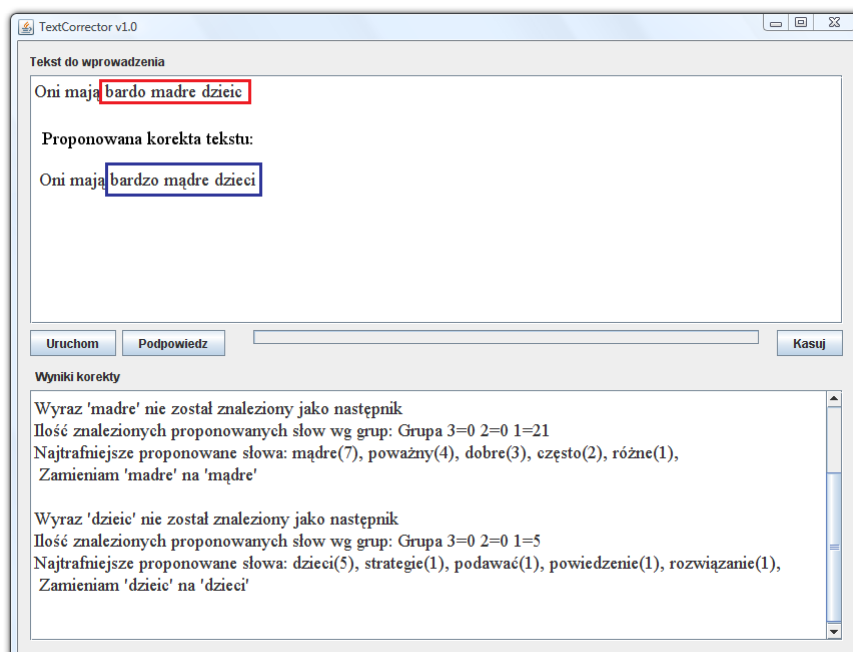 TextCorrector v1.0
Tekst do wprowadzenia
Oni mają bardo madre dzieic
Proponowana korekta tekstu:
Oni mają bardzo mądre dzieci
Uruchom Podpowiedz Kasuj
Wyniki korekty
Wyraz 'madre' nie został znaleziony jako następnik
Ilość znalezionych proponowanych słow wg grup: Grupa 3=0 2=0 1=21
Najtrafniejsze proponowane słowa: mądre(7), poważny(4), dobre(3), często(2), różne(1),
Zamieniam 'madre' na 'mądre'
Wyraz 'dzieic' nie został znaleziony jako następnik
Ilość znalezionych proponowanych słow wg grup: Grupa 3=0 2=0 1=5
Najtrafniejsze proponowane słowa: dzieci(5), strategie(1), podawać(1), powiedzenie(1), rozwiązanie(1),
Zamieniam 'dzieic' na 'dzieci'